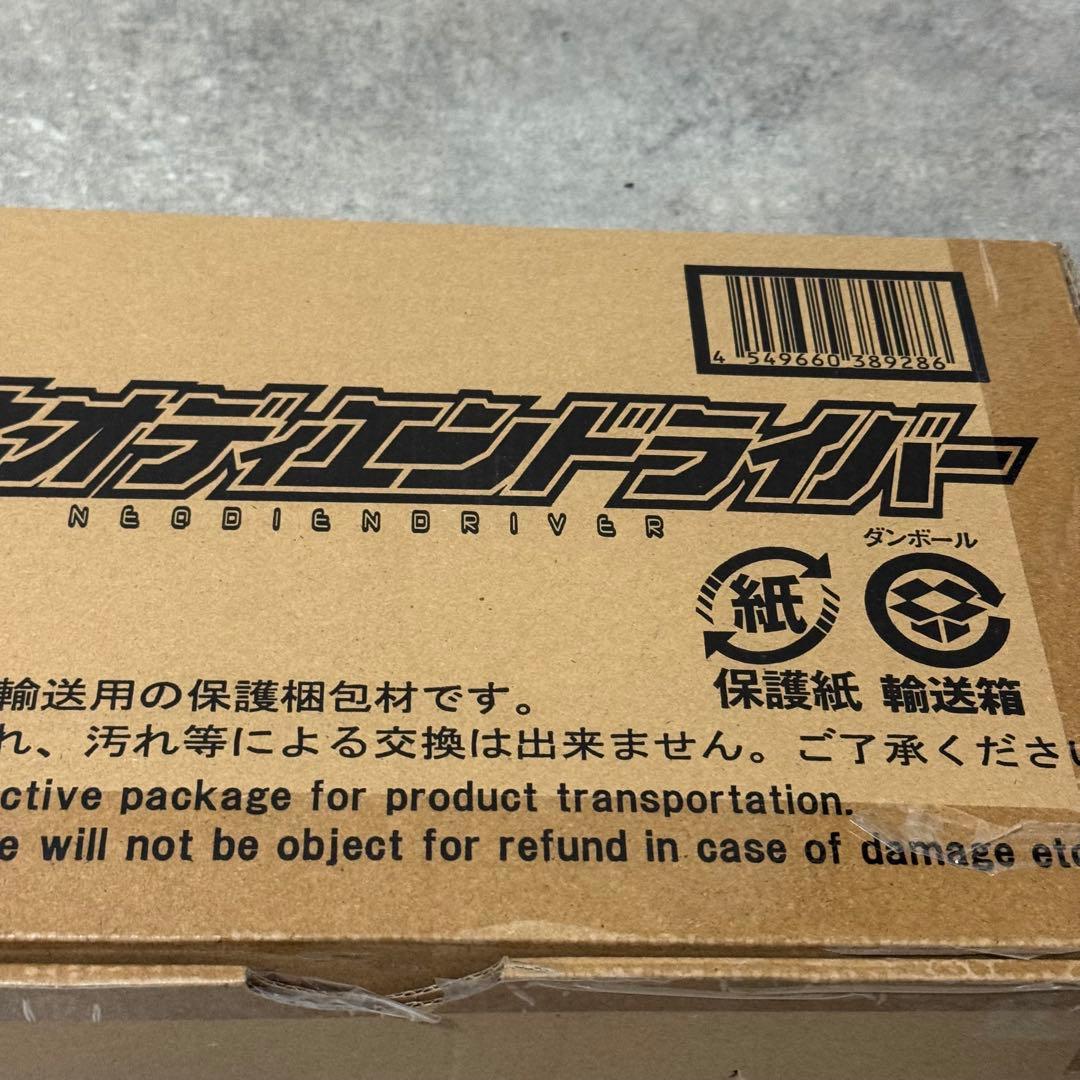 4 549660 389286
ネオディエンドライバー
NEODIENDRIVER
ダンボール
紙
保護紙 輸送箱
輸送用の保護梱包材です。
れ、汚れ等による交換は出来ません。ご了承ください
ctive package for product transportation.
e will not be object for refund in case of damage etc